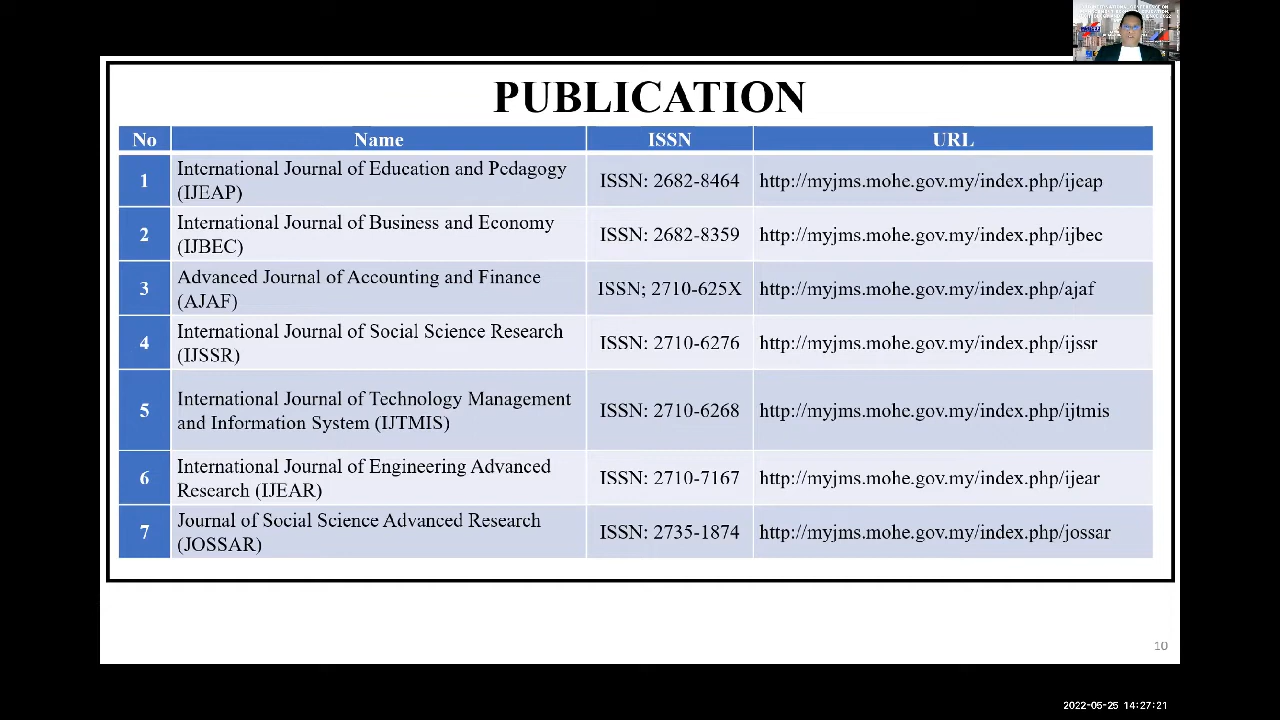 PUBLICATION
No Name ISSN URL
1 International Journal of Education and Pedagogy
(IJEAP) ISSN: 2682-8464 http://myjms.mohe.gov.my/index.php/ijeap
2 International Journal of Business and Economy
(IJBEC) ISSN: 2682-8359 http://myjms.mohe.gov.my/index.php/ijbec
3 Advanced Journal of Accounting and Finance
(AJAF) ISSN; 2710-625X http://myjms.mohe.gov.my/index.php/ajaf
4 International Journal of Social Science Research
(IJSSR) ISSN: 2710-6276 http://myjms.mohe.gov.my/index.php/ijssr
5 International Journal of Technology Management
and Information System (IJTMIS) ISSN: 2710-6268 http://myjms.mohe.gov.my/index.php/ijtmis
6 International Journal of Engineering Advanced
Research (IJEAR) ISSN: 2710-7167 http://myjms.mohe.gov.my/index.php/ijear
7 Journal of Social Science Advanced Research
(JOSSAR) ISSN: 2735-1874 http://myjms.mohe.gov.my/index.php/jossar
10
2022-05-25 14:27:21